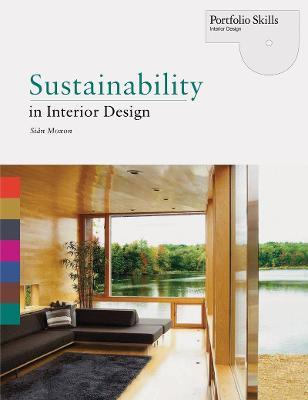 Portfolio Skills
Interior Design
Sustainability
in Interior Design
Siân Moxon